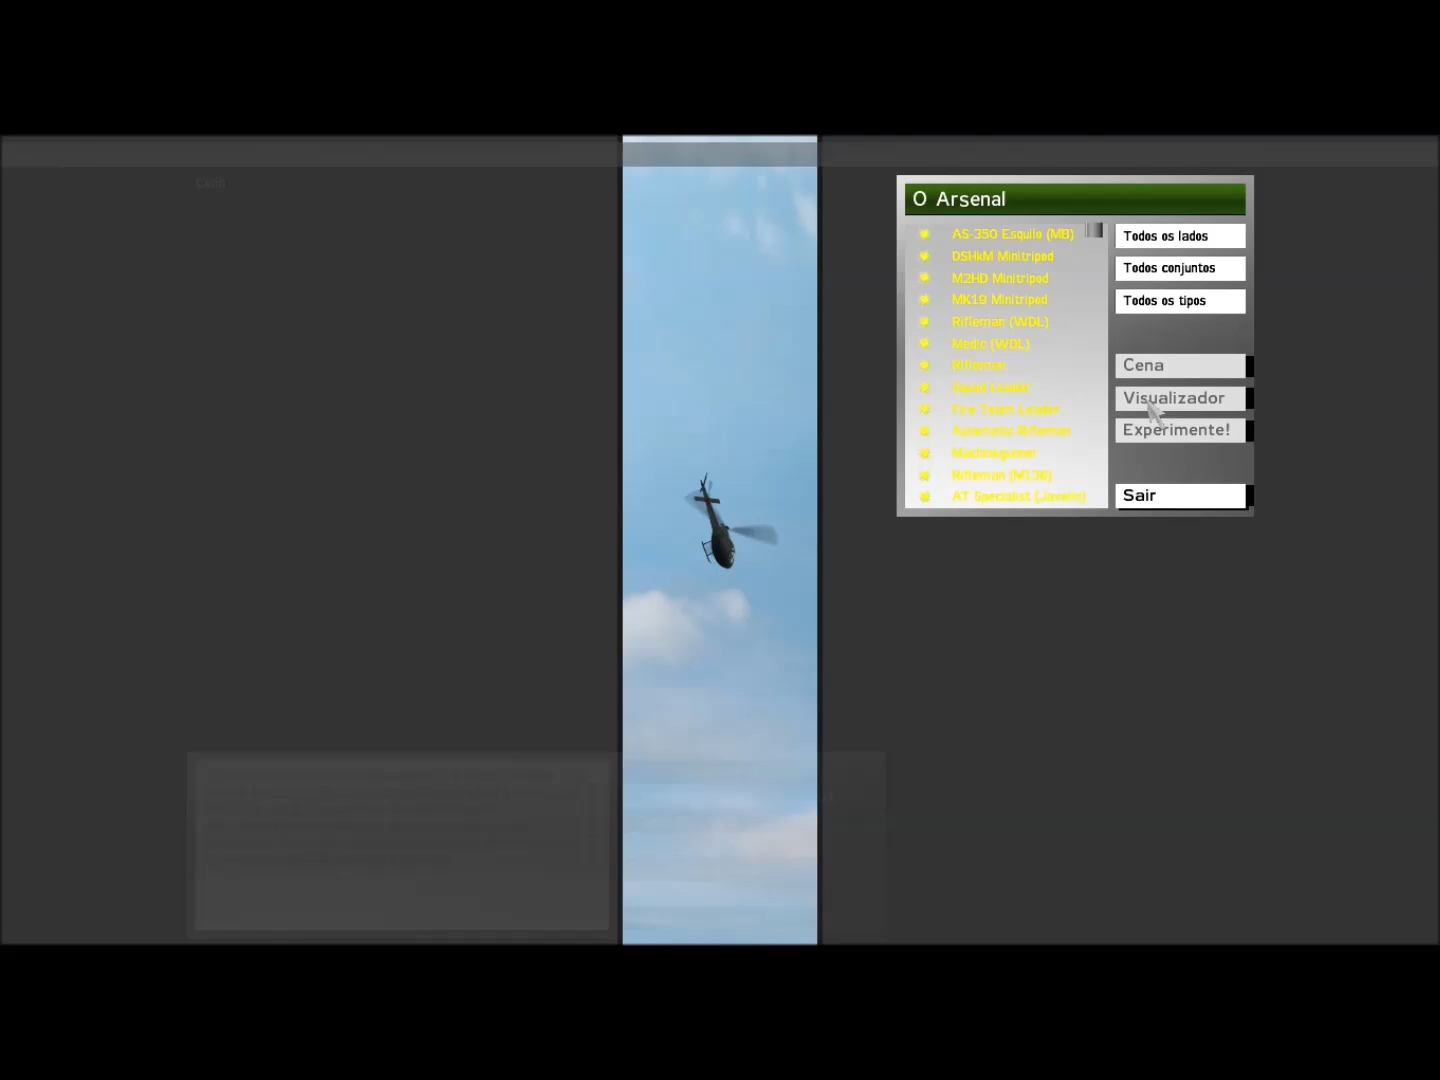 Cena
O Arsenal
AS-350 Esquilo (MB)
DSHkM Minitripod
M2HD Minitripod
MK19 Minitripod
Rifleman (WDL)
Medic (WDL)
Rifleman
Squad Leader
Fire Team Leader
Automatic Rifleman
Machinegunner
Rifleman (M136)
AT Specialist (Javelin)
Todos os lados
Todos conjuntos
Todos os tipos
Cena
Visualizador
Experimente!
Sair